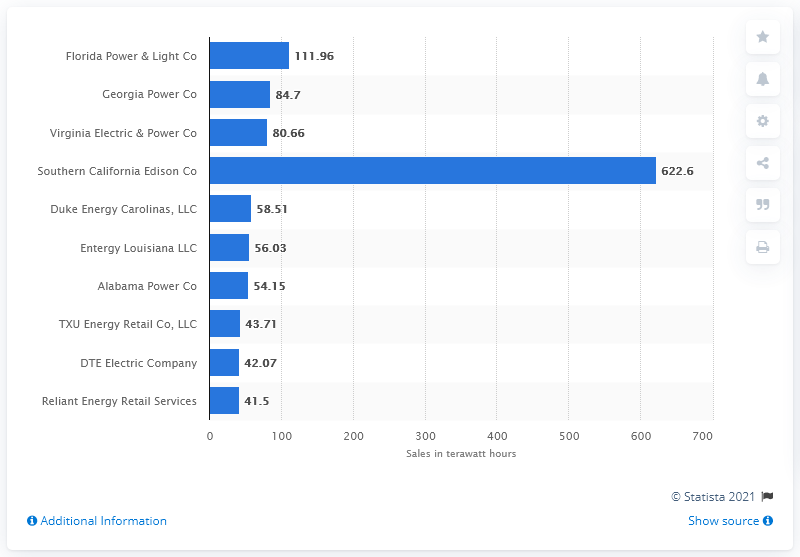 Florida Power & Light Co 111.96
Georgia Power Co 84.7
Virginia Electric & Power Co 80.66
Southern California Edison Co 622.6
Duke Energy Carolinas, LLC 58.51
Entergy Louisiana LLC 56.03
Alabama Power Co 54.15
TXU Energy Retail Co, LLC 43.71
DTE Electric Company 42.07
Reliant Energy Retail Services 41.5
0 100 200 300 400 500 600 700
Sales in terawatt hours
© Statista 2021
Additional Information Show source